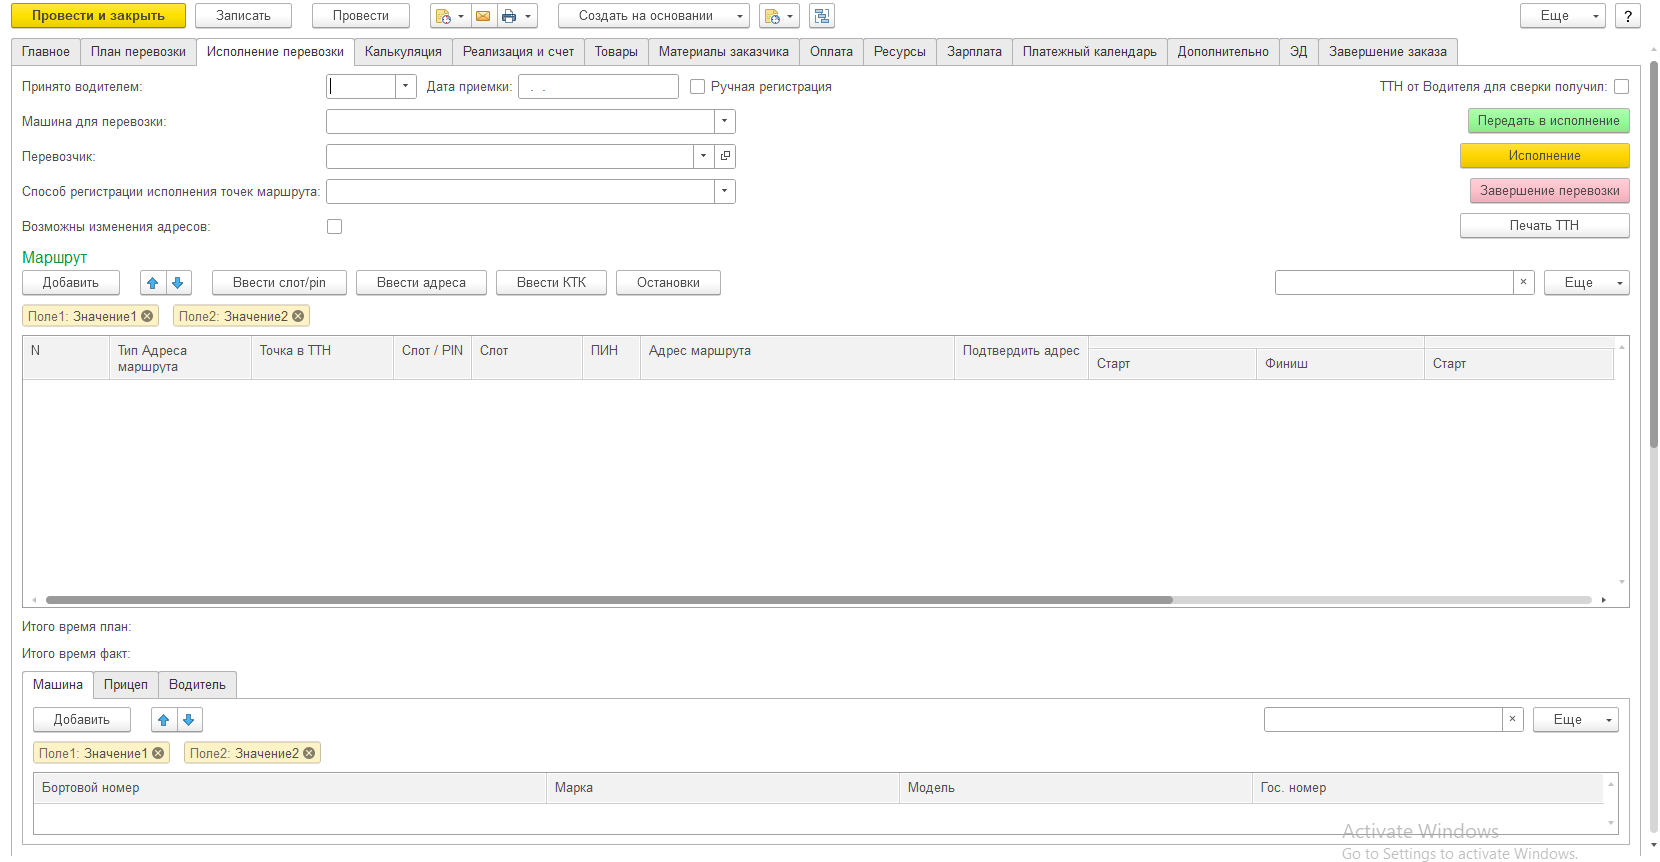 Провести и закрыть Записать Провести Создать на основании Еще ?
Главное План перевозки Исполнение перевозки Калькуляция Реализация и счет Товары Материалы заказчика Оплата Ресурсы Зарплата Платежный календарь Дополнительно ЭД Завершение заказа
Принято водителем: Дата приемки: . . Ручная регистрация ТТН от Водителя для сверки получил:
Машина для перевозки: Передать в исполнение
Перевозчик: Исполнение
Способ регистрации исполнения точек маршрута: Завершение перевозки
Возможны изменения адресов: Печать ТТН
Маршрут
Добавить Ввести слот/pin Ввести адреса Ввести КТК Остановки × Еще
Поле1: Значение1 Поле2: Значение2
N Тип Адреса маршрута Точка в ТТН Слот / PIN Слот ПИН Адрес маршрута Подтвердить адрес Старт Финиш Старт
Итого время план:
Итого время факт:
Машина Прицеп Водитель
Добавить × Еще
Поле1: Значение1 Поле2: Значение2
Бортовой номер Марка Модель Гос. номер
Activate Windows
Go to Settings to activate Windows.